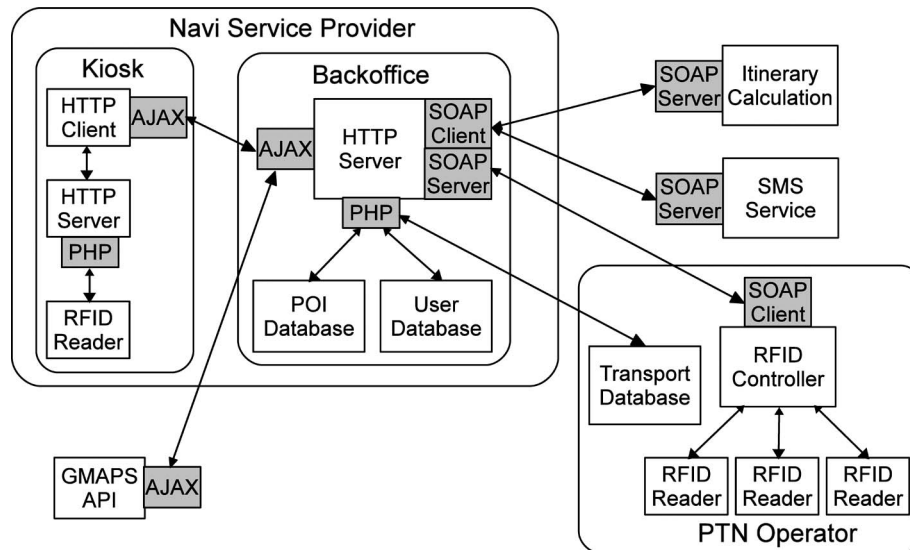 Navi Service Provider
Kiosk
HTTP
Client
AJAX
HTTP
Server
PHP
RFID
Reader
Backoffice
AJAX
HTTP
Server
SOAP
Client
SOAP
Server
PHP
POI
Database
User
Database
SOAP
Server
Itinerary
Calculation
SOAP
Server
SMS
Service
GMAPS
API
AJAX
SOAP
Client
RFID
Controller
Transport
Database
RFID
Reader
RFID
Reader
RFID
Reader
PTN Operator